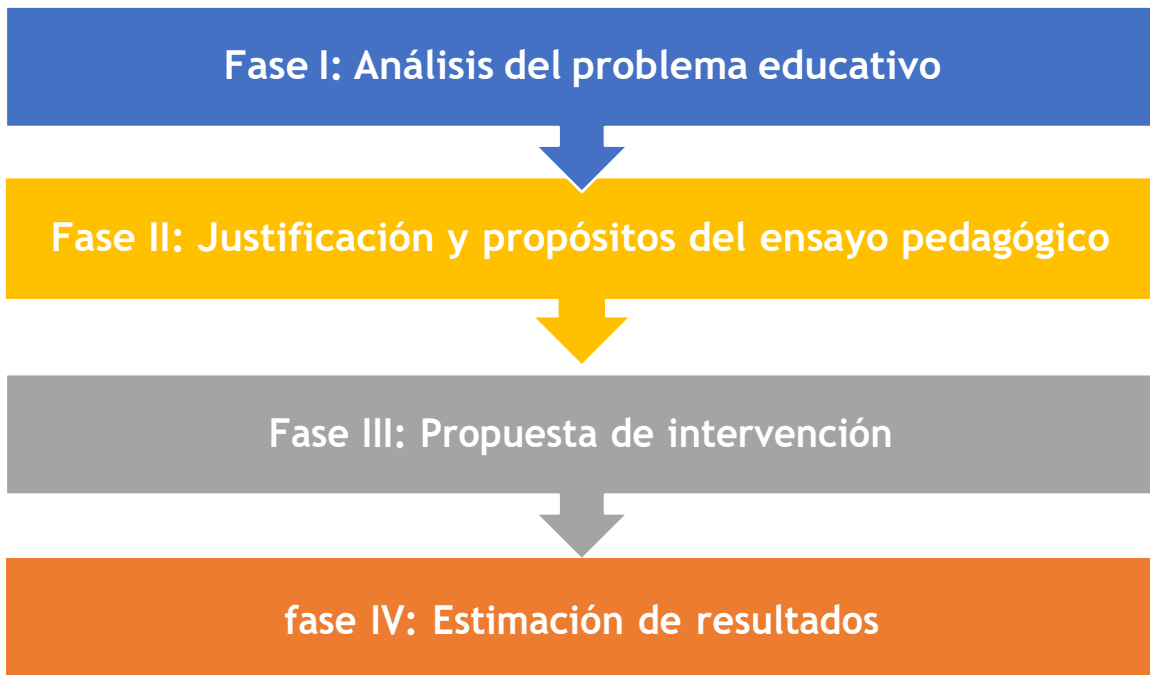 Fase I: Análisis del problema educativo
Fase II: Justificación y propósitos del ensayo pedagógico
Fase III: Propuesta de intervención
fase IV: Estimación de resultados